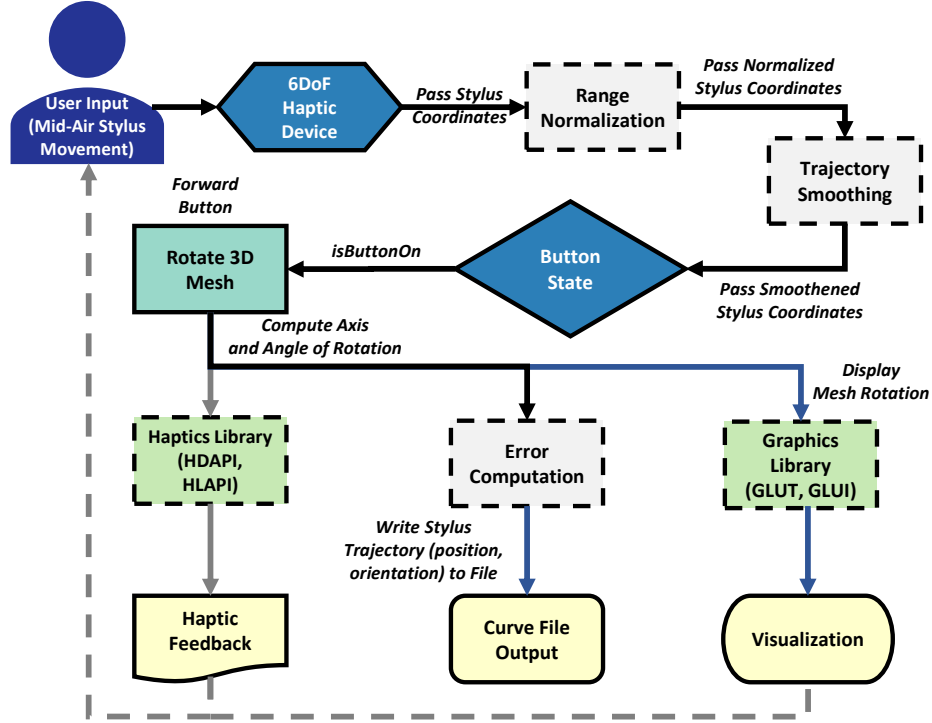 User Input
(Mid-Air Stylus
Movement)
6DoF
Haptic
Device
Pass Stylus
Coordinates
Range
Normalization
Pass Normalized
Stylus Coordinates
Trajectory
Smoothing
Pass Smoothened
Stylus Coordinates
Button
State
isButtonOn
Forward
Button
Rotate 3D
Mesh
Compute Axis
and Angle of Rotation
Display
Mesh Rotation
Haptics Library
(HDAPI,
HLAPI)
Error
Computation
Graphics
Library
(GLUT, GLUI)
Write Stylus
Trajectory (position,
orientation) to File
Haptic
Feedback
Curve File
Output
Visualization